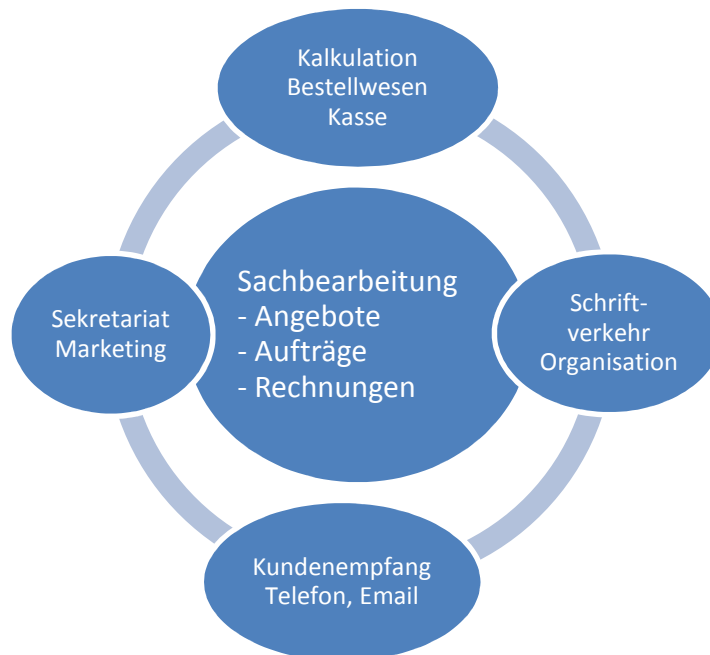 Kalkulation
Bestellwesen
Kasse
Sachbearbeitung
- Angebote
- Aufträge
- Rechnungen
Sekretariat
Marketing
Schrift-
verkehr
Organisation
Kundenempfang
Telefon, Email